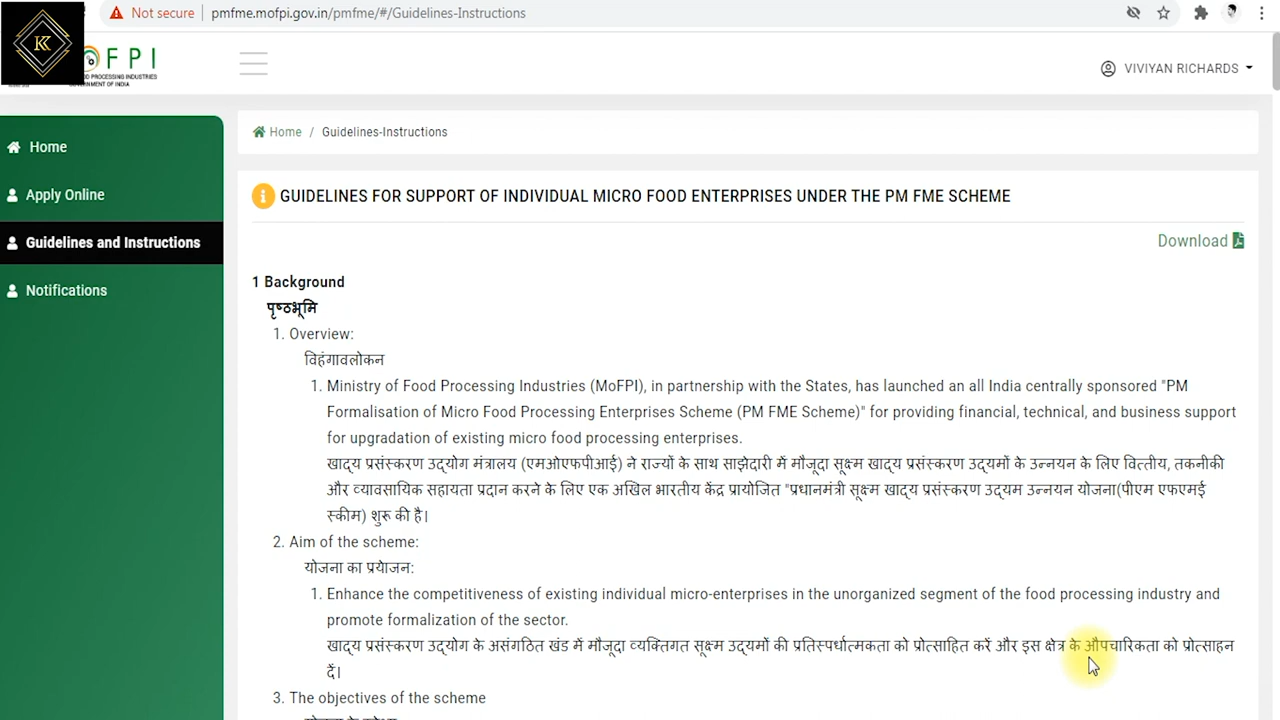 Not secure pmfme.mofpi.gov.in/pmfme/#/Guidelines-Instructions
K
FPI
FOOD PROCESSING INDUSTRIES
GOVERNMENT OF INDIA
VIVIYAN RICHARDS
Home
Apply Online
Guidelines and Instructions
Notifications
Home / Guidelines-Instructions
GUIDELINES FOR SUPPORT OF INDIVIDUAL MICRO FOOD ENTERPRISES UNDER THE PM FME SCHEME
Download
1 Background
पृष्ठभूमि
1. Overview:
विहंगावलोकन
1. Ministry of Food Processing Industries (MoFPI), in partnership with the States, has launched an all India centrally sponsored "PM
Formalisation of Micro Food Processing Enterprises Scheme (PM FME Scheme)" for providing financial, technical, and business support
for upgradation of existing micro food processing enterprises.
खाद्य प्रसंस्करण उद्योग मंत्रालय (एमओएफपीआई) ने राज्यों के साथ साझेदारी में मौजूदा सूक्ष्म खाद्य प्रसंस्करण उद्यमों के उन्नयन के लिए वित्तीय, तकनीकी
और व्यावसायिक सहायता प्रदान करने के लिए एक अखिल भारतीय केंद्र प्रायोजित "प्रधानमंत्री सूक्ष्म खाद्य प्रसंस्करण उद्यम उन्नयन योजना(पीएम एफएमई
स्कीम) शुरू की है।
2. Aim of the scheme:
योजना का प्रयेाजन:
1. Enhance the competitiveness of existing individual micro-enterprises in the unorganized segment of the food processing industry and
promote formalization of the sector.
खाद्य प्रसंस्करण उद्योग के असंगठित खंड में मौजूदा व्यक्तिगत सूक्ष्म उद्यमों की प्रतिस्पर्धात्मकता को प्रोत्साहित करें और इस क्षेत्र के औपचारिकता को प्रोत्साहन
दें।
3. The objectives of the scheme